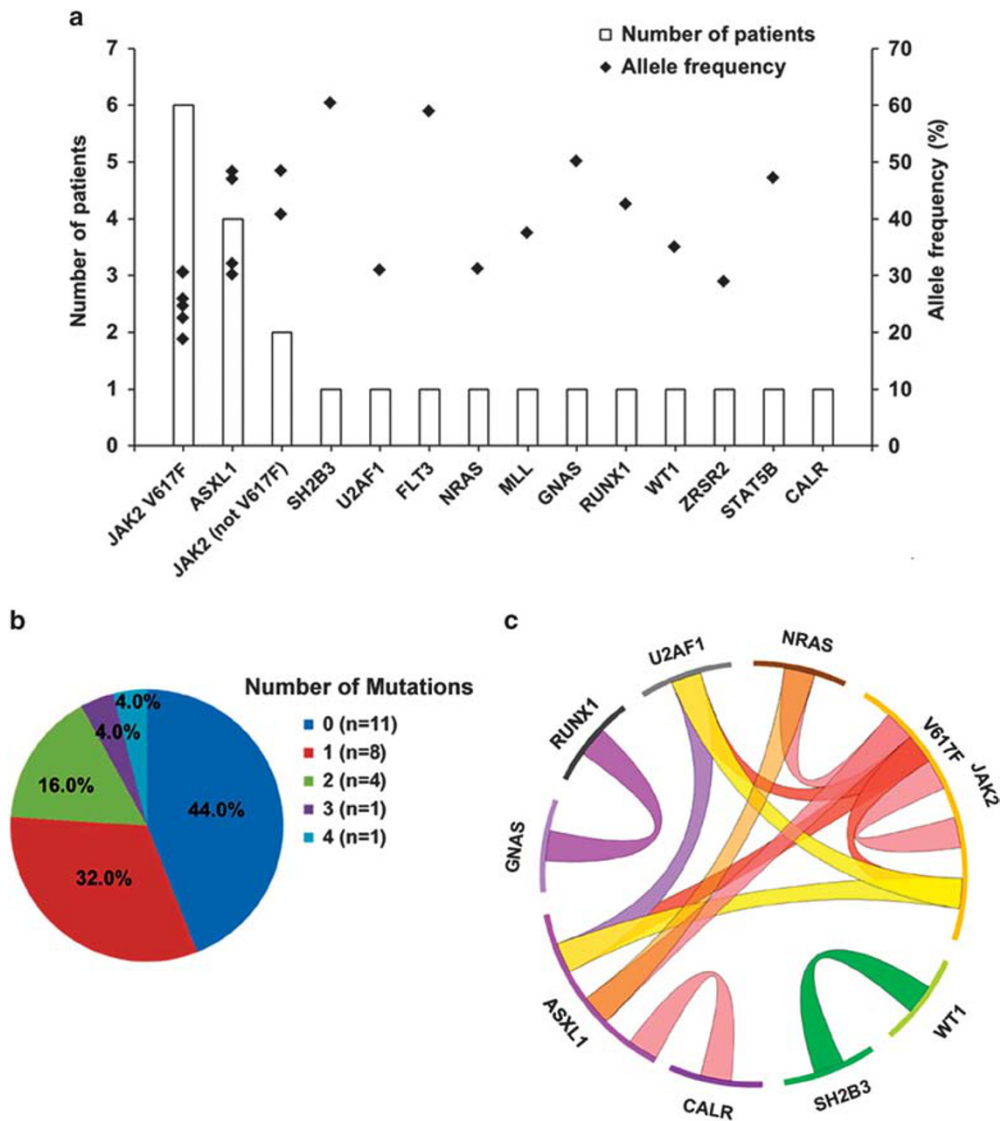 a
Number of patients
Allele frequency
7
6
5
4
3
2
1
0
Number of patients
70
60
50
40
30
20
10
0
Allele frequency (%)
JAK2 V617F
ASXL1
JAK2 (not V617F)
SH2B3
U2AF1
FLT3
NRAS
MLL
GNAS
RUNX1
WT1
ZRSR2
STAT5B
CALR
b
Number of Mutations
0 (n=11)
1 (n=8)
2 (n=4)
3 (n=1)
4 (n=1)
4.0%
4.0%
16.0%
44.0%
32.0%
c
U2AF1
NRAS
RUNX1
V617F
JAK2
GNAS
ASXL1
WT1
CALR
SH2B3